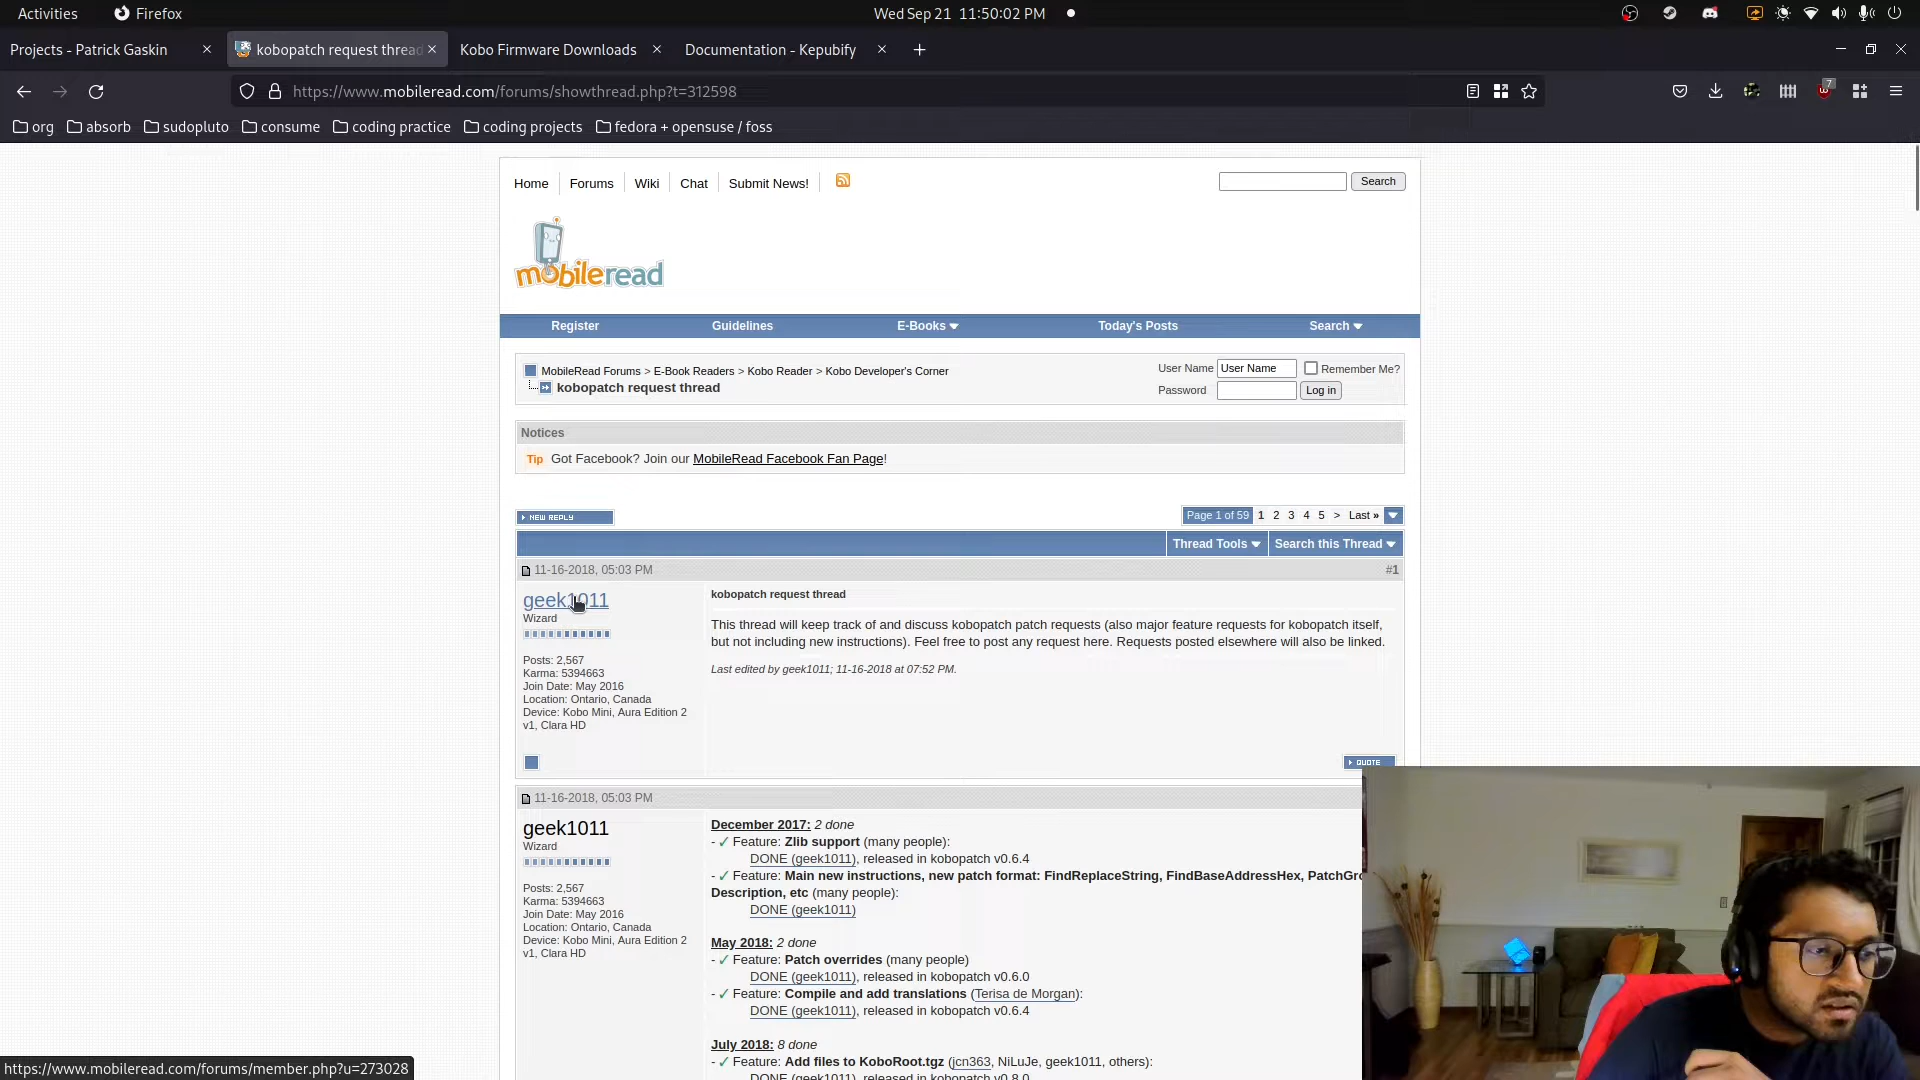 Activities Firefox Wed Sep 21 11:50:02 PM
Projects - Patrick Gaskin kobopatch request thread Kobo Firmware Downloads Documentation - Kepubify
https://www.mobileread.com/forums/showthread.php?t=312598 7
org absorb sudopluto consume coding practice coding projects fedora + opensuse / foss
Home Forums Wiki Chat Submit News! Search
mobileread
Register Guidelines E-Books Today's Posts Search
MobileRead Forums > E-Book Readers > Kobo Reader > Kobo Developer's Corner
kobopatch request thread
User Name User Name Remember Me?
Password Log in
Notices
Tip Got Facebook? Join our MobileRead Facebook Fan Page!
NEW REPLY Page 1 of 59 1 2 3 4 5 > Last »
Thread Tools Search this Thread
11-16-2018, 05:03 PM #1
geek1011
Wizard
Posts: 2,567
Karma: 5394663
Join Date: May 2016
Location: Ontario, Canada
Device: Kobo Mini, Aura Edition 2
v1, Clara HD
kobopatch request thread
This thread will keep track of and discuss kobopatch patch requests (also major feature requests for kobopatch itself,
but not including new instructions). Feel free to post any request here. Requests posted elsewhere will also be linked.
Last edited by geek1011; 11-16-2018 at 07:52 PM.
QUOTE
11-16-2018, 05:03 PM
geek1011
Wizard
Posts: 2,567
Karma: 5394663
Join Date: May 2016
Location: Ontario, Canada
Device: Kobo Mini, Aura Edition 2
v1, Clara HD
December 2017: 2 done
- ✓ Feature: Zlib support (many people):
DONE (geek1011), released in kobopatch v0.6.4
- ✓ Feature: Main new instructions, new patch format: FindReplaceString, FindBaseAddressHex, PatchGro
Description, etc (many people):
DONE (geek1011)
May 2018: 2 done
- ✓ Feature: Patch overrides (many people)
DONE (geek1011), released in kobopatch v0.6.0
- ✓ Feature: Compile and add translations (Terisa de Morgan):
DONE (geek1011), released in kobopatch v0.6.4
July 2018: 8 done
- ✓ Feature: Add files to KoboRoot.tgz (jcn363, NiLuJe, geek1011, others):
DONE (geek1011), released in kobopatch v0.8.0
https://www.mobileread.com/forums/member.php?u=273028